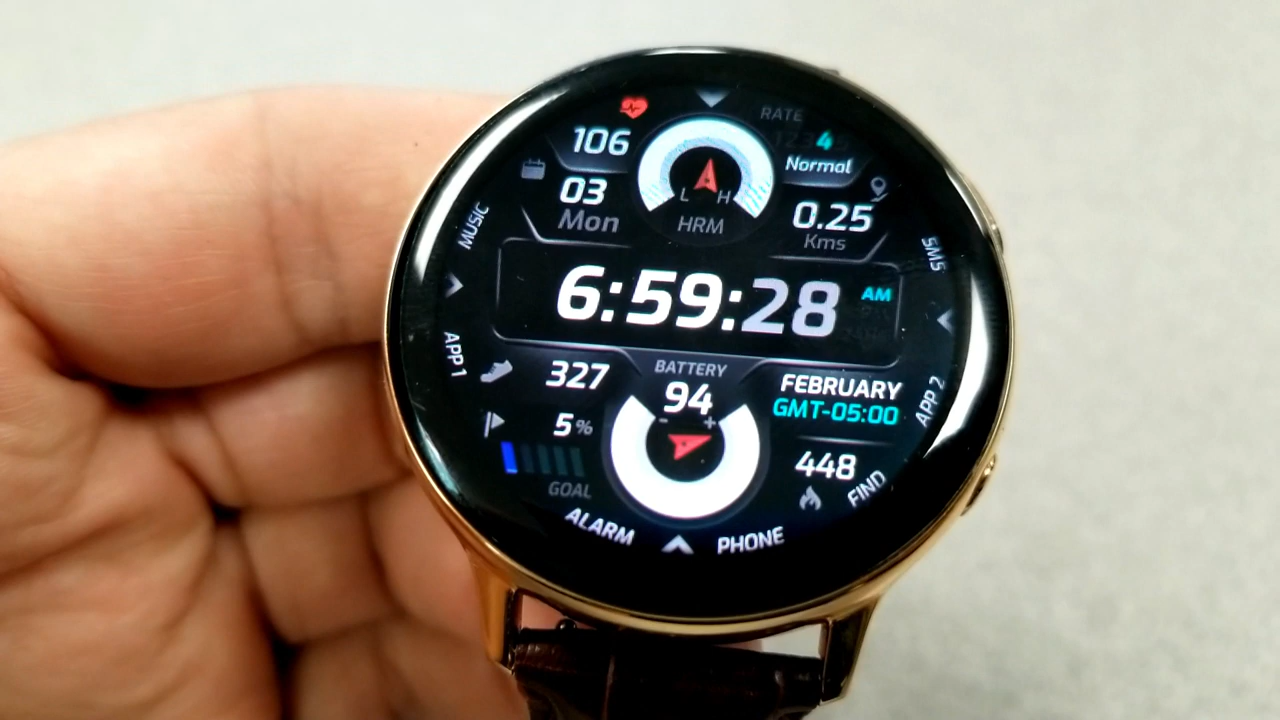 RATE
106
4
Normal
03
Mon
L H
HRM
0.25
Kms
MUSIC
SMS
6:59:28 AM
APP 1
APP 2
327
BATTERY
94
- +
FEBRUARY
GMT-05:00
5%
GOAL
448
FIND
ALARM
PHONE